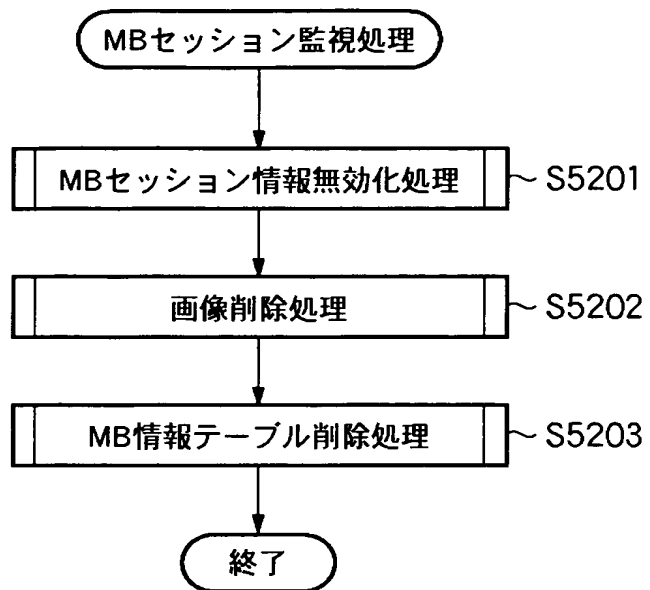 MBセッション監視処理
MBセッション情報無効化処理 ~ S5201
画像削除処理 ~ S5202
MB情報テーブル削除処理 ~ S5203
終了